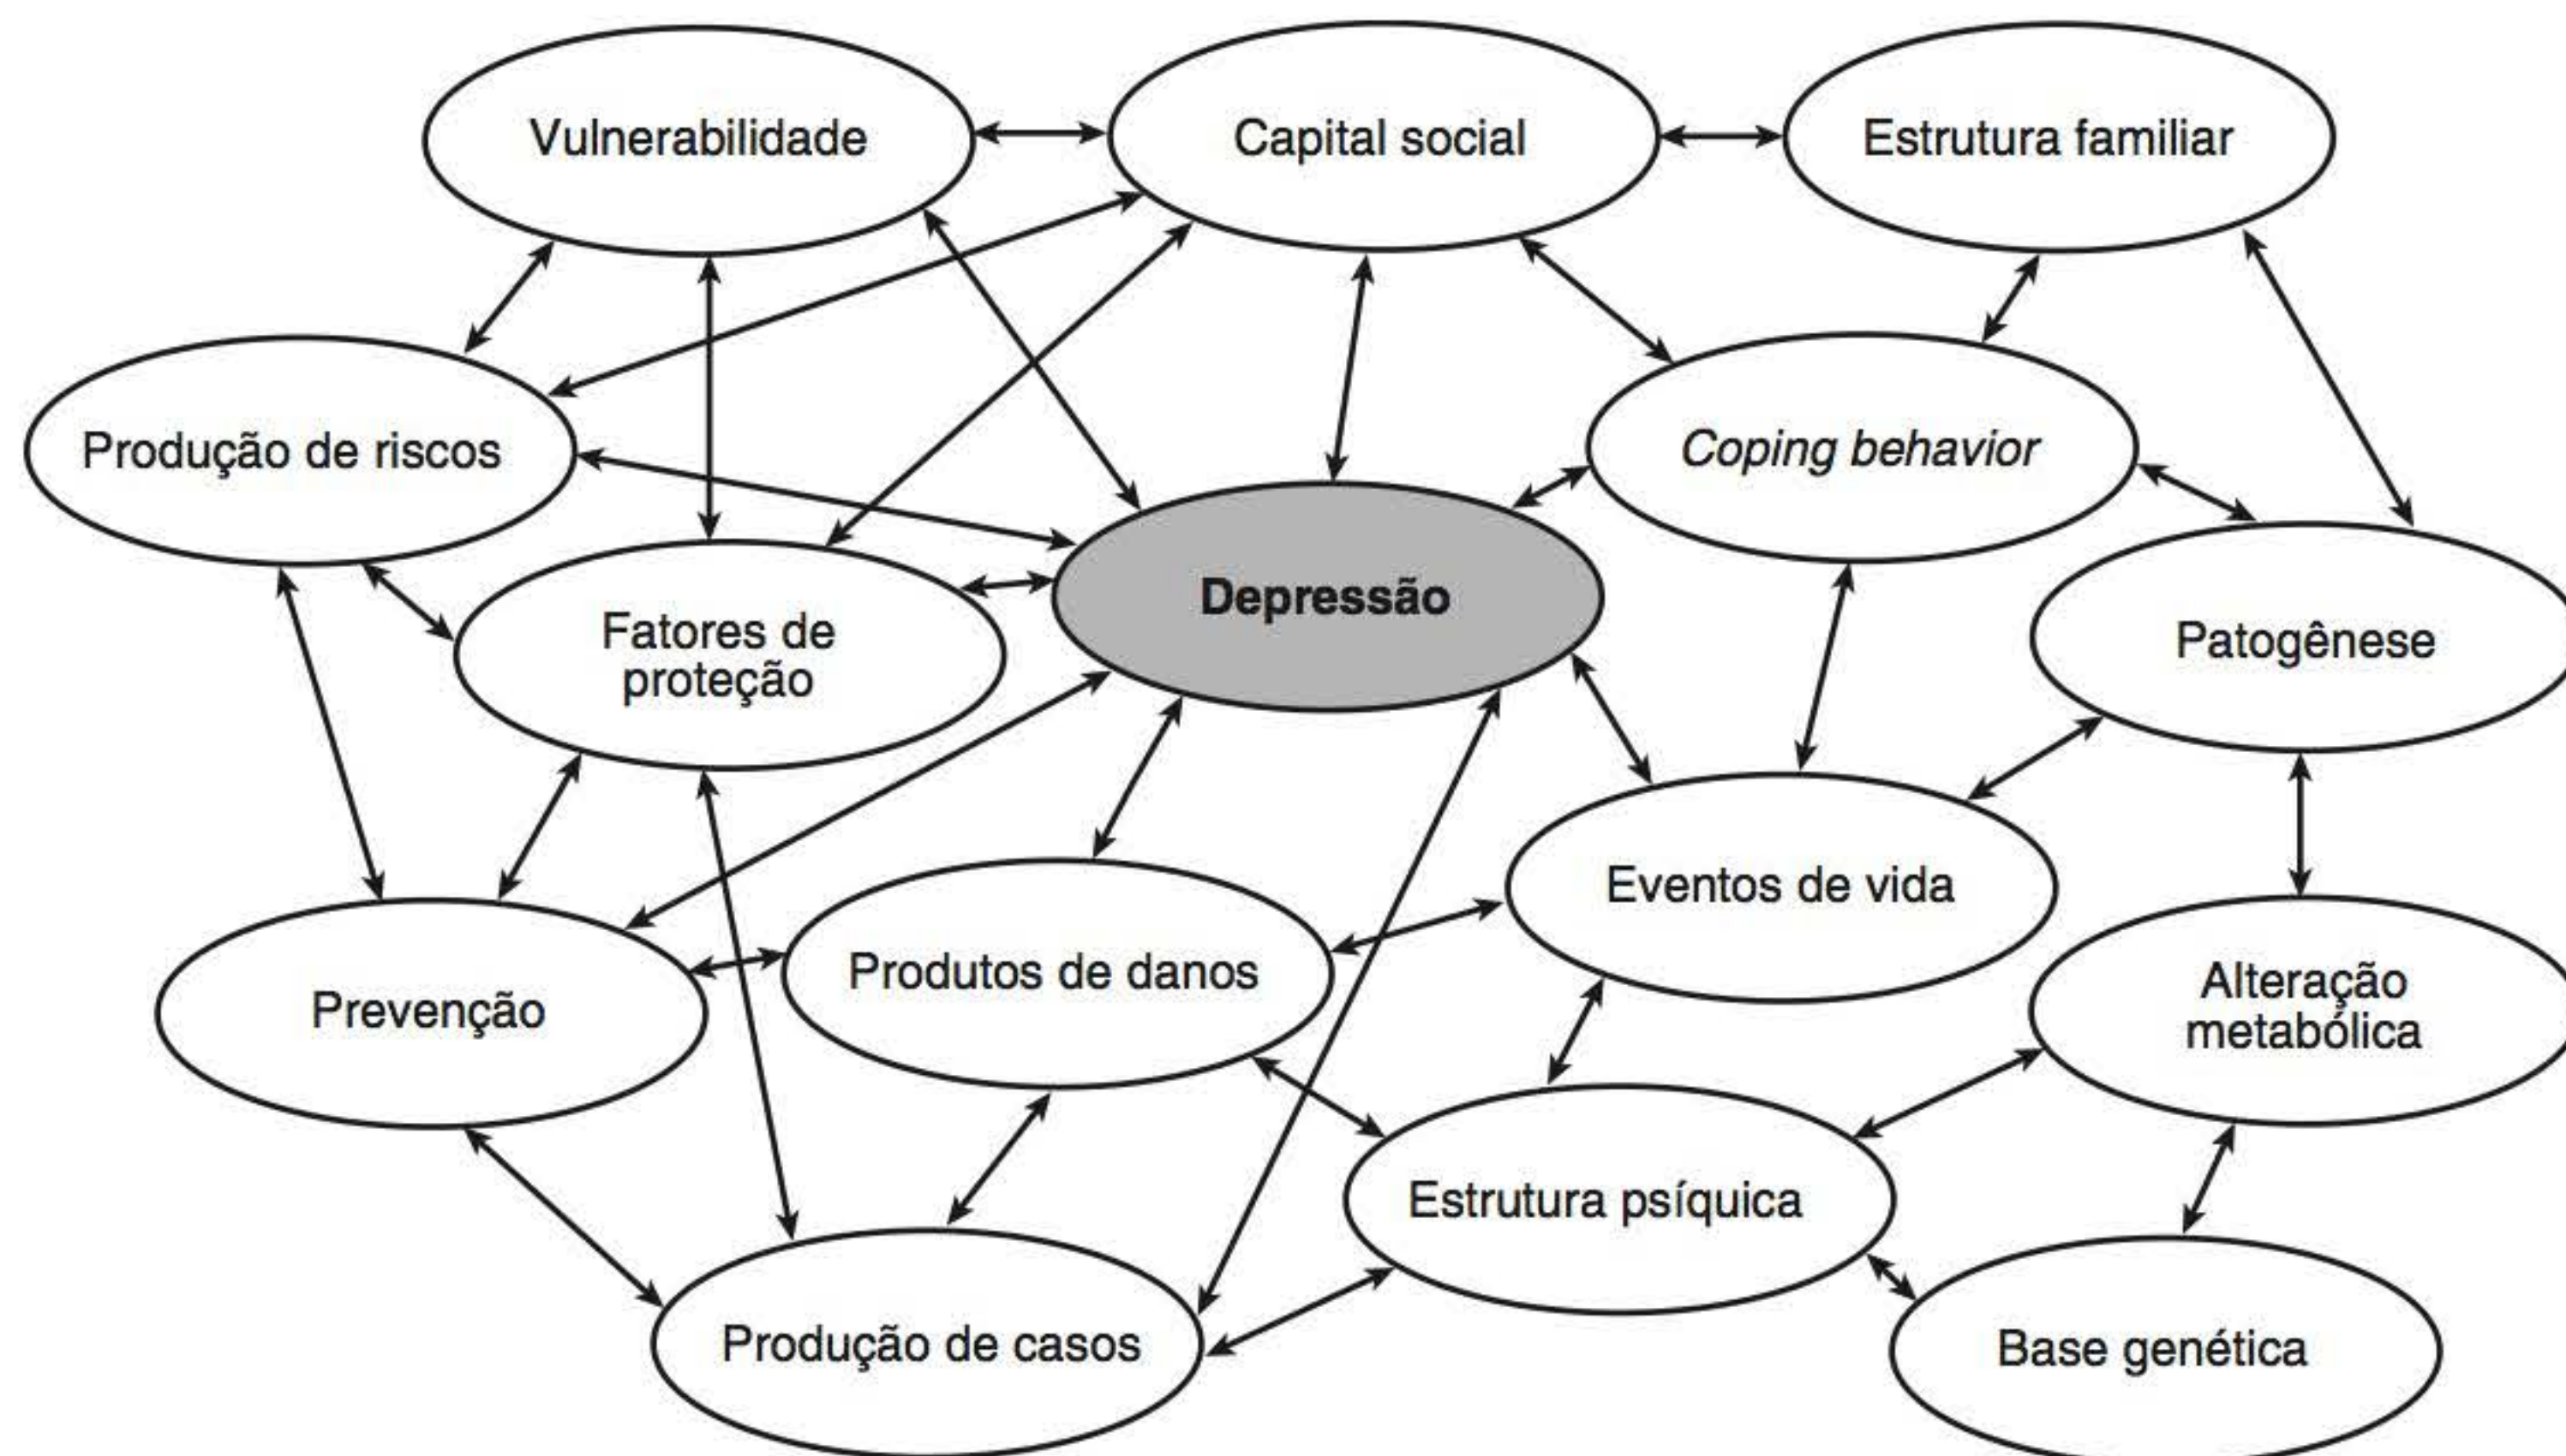 Vulnerabilidade
Capital social
Estrutura familiar
Produção de riscos
Coping behavior
Depressão
Fatores de
proteção
Patogênese
Eventos de vida
Produtos de danos
Prevenção
Alteração
metabólica
Estrutura psíquica
Produção de casos
Base genética